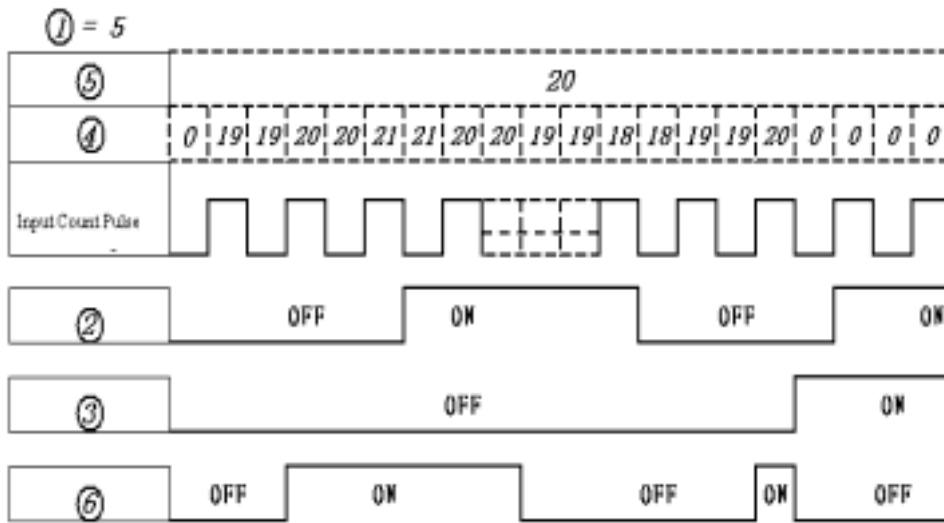 ① = 5
⑤ 20
④ 0 19 19 20 20 21 21 20 20 19 19 18 18 19 19 20 0 0 0 0
Input Count Pulse
② OFF ON OFF ON
③ OFF ON
⑥ OFF ON OFF ON OFF